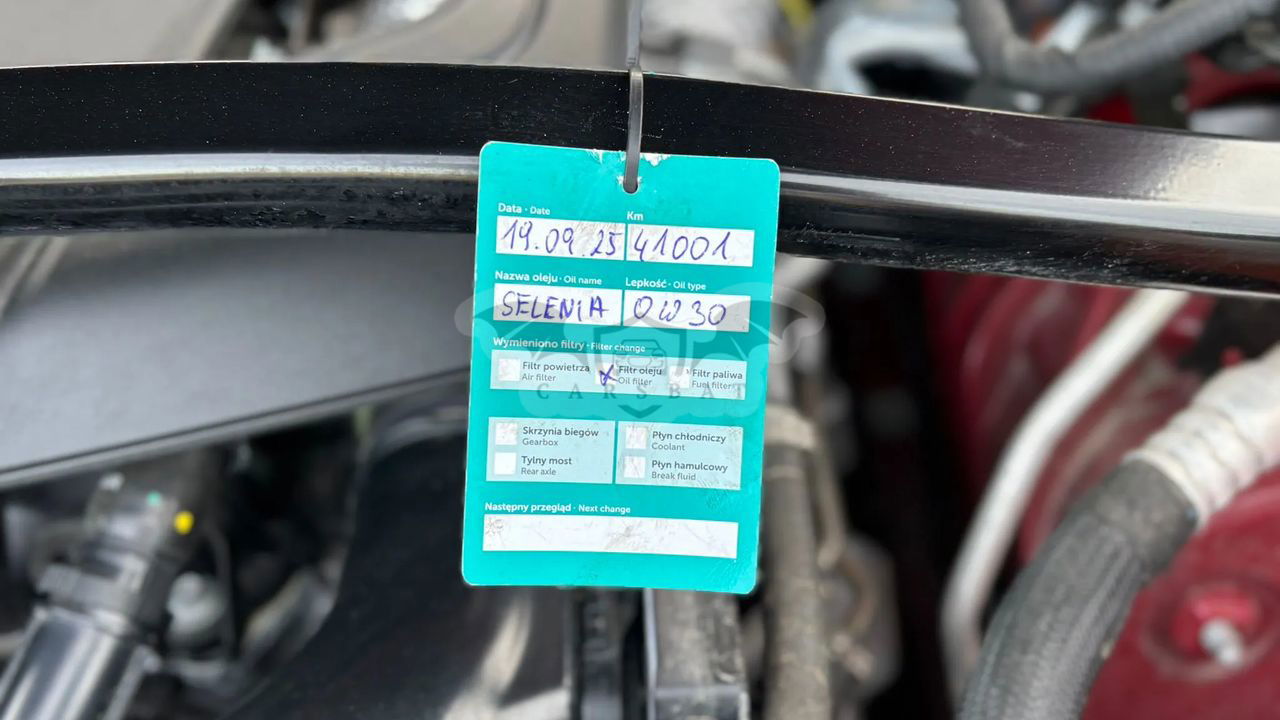 Data · Date Km
19.09.25 41001
Nazwa oleju · Oil name Lepkość · Oil type
SELENIA 0W30
Wymieniono filtry · Filter change
Filtr powietrza Filtr oleju Filtr paliwa
Air filter Oil filter Fuel filter
CARSBAT
Skrzynia biegów Płyn chłodniczy
Gearbox Coolant
Tylny most Płyn hamulcowy
Rear axle Break fluid
Następny przegląd · Next change